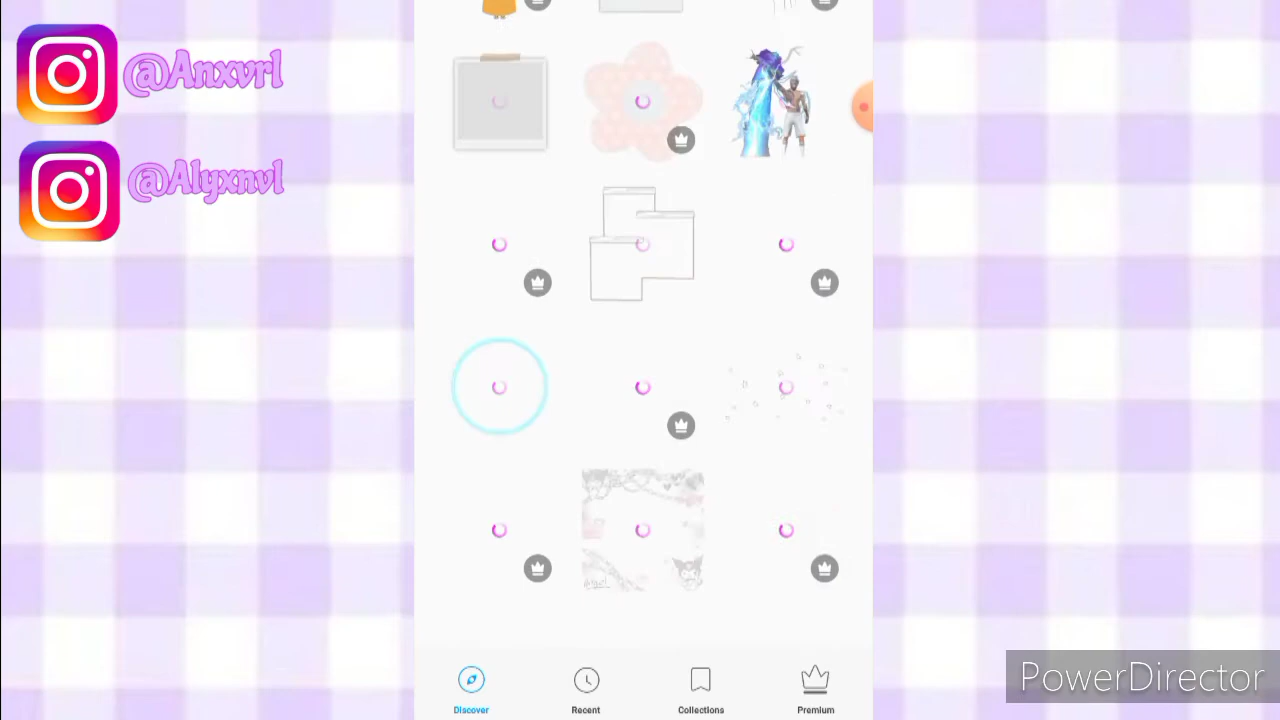 @Anxvrl
@Alyxnvl
Discover
Recent
Collections
Premium
PowerDirector